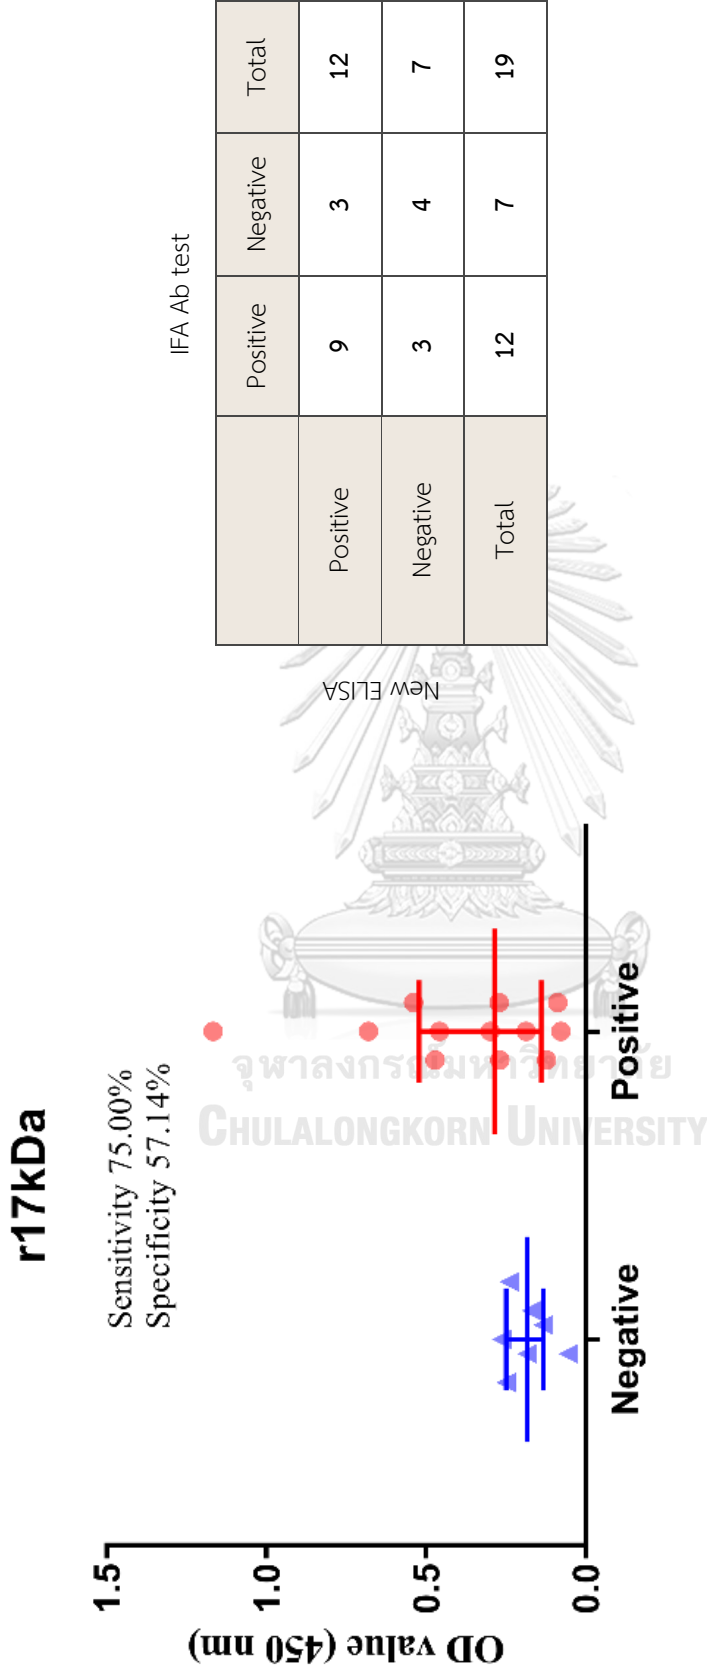 r17kDa
Sensitivity 75.00%
Specificity 57.14%
OD value (450 nm)
1.5
1.0
0.5
0.0
Negative
Positive
IFA Ab test
New ELISA
Positive Negative Total
Positive 9 3 12
Negative 3 4 7
Total 12 7 19
จุฬาลงกรณ์มหาวิทยาลัย
CHULALONGKORN UNIVERSITY